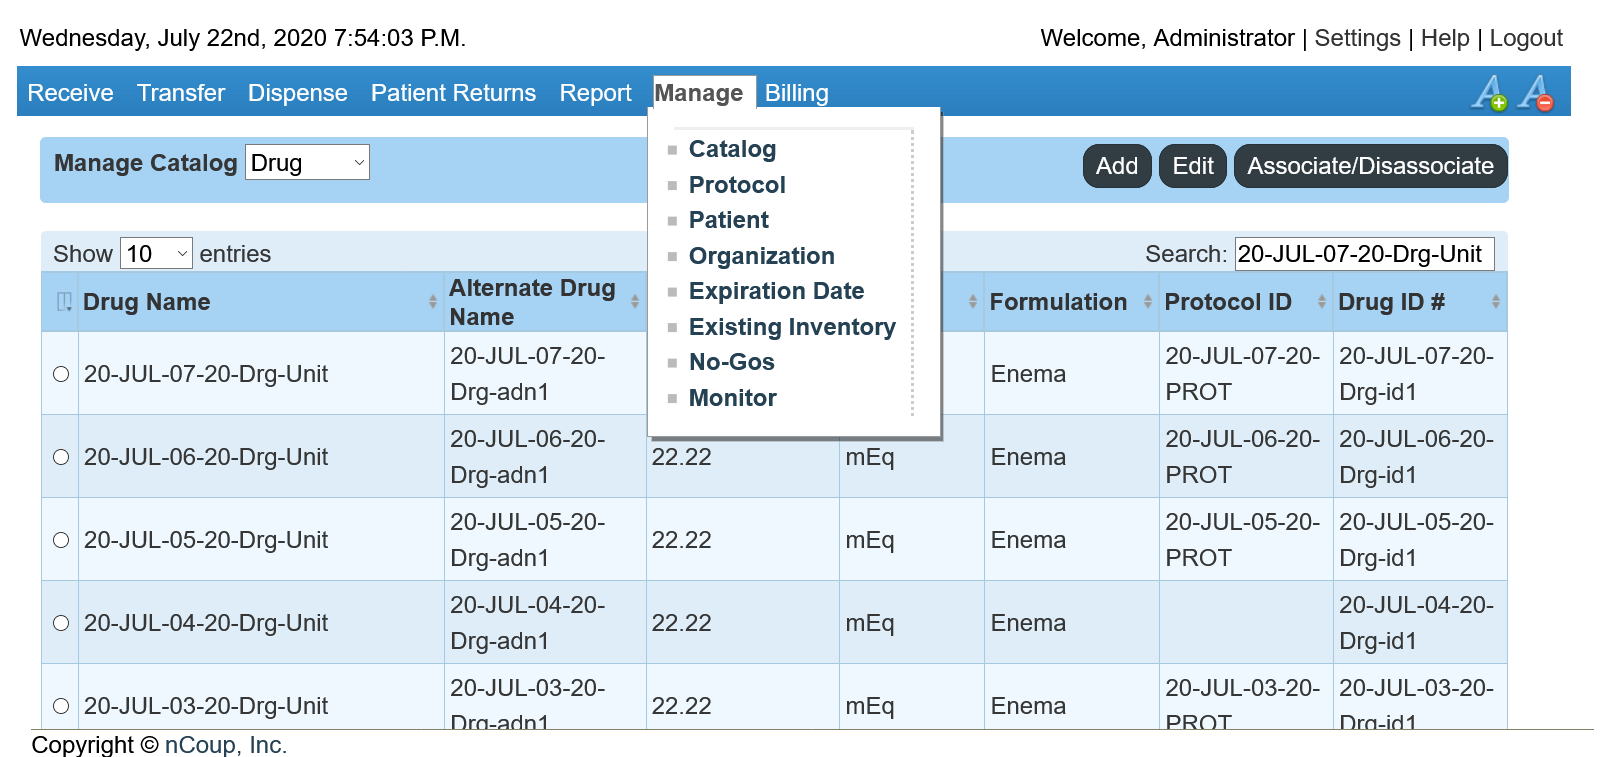 Wednesday, July 22nd, 2020 7:54:03 P.M.
Welcome, Administrator | Settings | Help | Logout
Receive Transfer Dispense Patient Returns Report Manage Billing
Manage Catalog Drug
Add Edit Associate/Disassociate
Catalog
Protocol
Patient
Organization
Expiration Date
Existing Inventory
No-Gos
Monitor
Show 10 entries
Search: 20-JUL-07-20-Drg-Unit
Drug Name
Alternate Drug
Name
Formulation
Protocol ID
Drug ID #
20-JUL-07-20-Drg-Unit
20-JUL-07-20-
Drg-adn1
Enema
20-JUL-07-20-
PROT
20-JUL-07-20-
Drg-id1
20-JUL-06-20-Drg-Unit
20-JUL-06-20-
Drg-adn1
22.22
mEq
Enema
20-JUL-06-20-
PROT
20-JUL-06-20-
Drg-id1
20-JUL-05-20-Drg-Unit
20-JUL-05-20-
Drg-adn1
22.22
mEq
Enema
20-JUL-05-20-
PROT
20-JUL-05-20-
Drg-id1
20-JUL-04-20-Drg-Unit
20-JUL-04-20-
Drg-adn1
22.22
mEq
Enema
20-JUL-04-20-
Drg-id1
20-JUL-03-20-Drg-Unit
20-JUL-03-20-
Drg-adn1
22.22
mEq
Enema
20-JUL-03-20-
PROT
20-JUL-03-20-
Drg-id1
Copyright © nCoup, Inc.